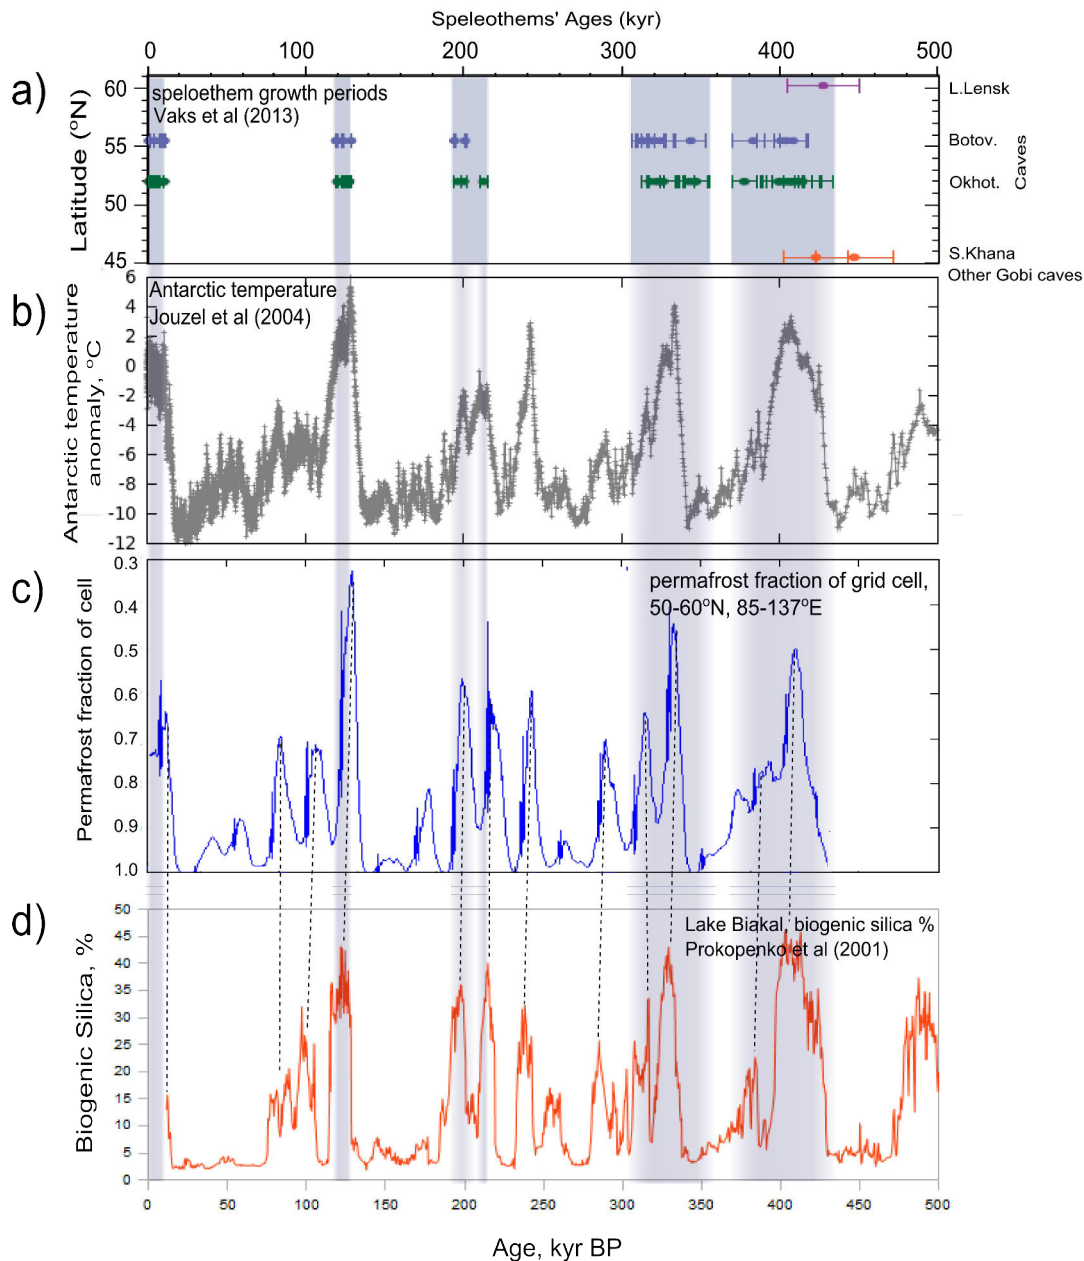 Speleothems' Ages (kyr)
0 100 200 300 400 500
a)
60
55
50
45
Latitude (ºN)
speloethem growth periods
Vaks et al (2013)
L.Lensk
Botov.
Okhot.
S.Khana
Caves
Other Gobi caves
b)
6
4
2
0
-2
-4
-6
-8
-10
-12
Antarctic temperature
anomaly, ºC
Antarctic temperature
Jouzel et al (2004)
c)
0.3
0.4
0.5
0.6
0.7
0.8
0.9
1.0
Permafrost fraction of cell
permafrost fraction of grid cell,
50-60ºN, 85-137ºE
d)
50
45
40
35
30
25
20
15
10
5
0
Biogenic Silica, %
Lake Biakal, biogenic silica %
Prokopenko et al (2001)
0 50 100 150 200 250 300 350 400 450 500
Age, kyr BP